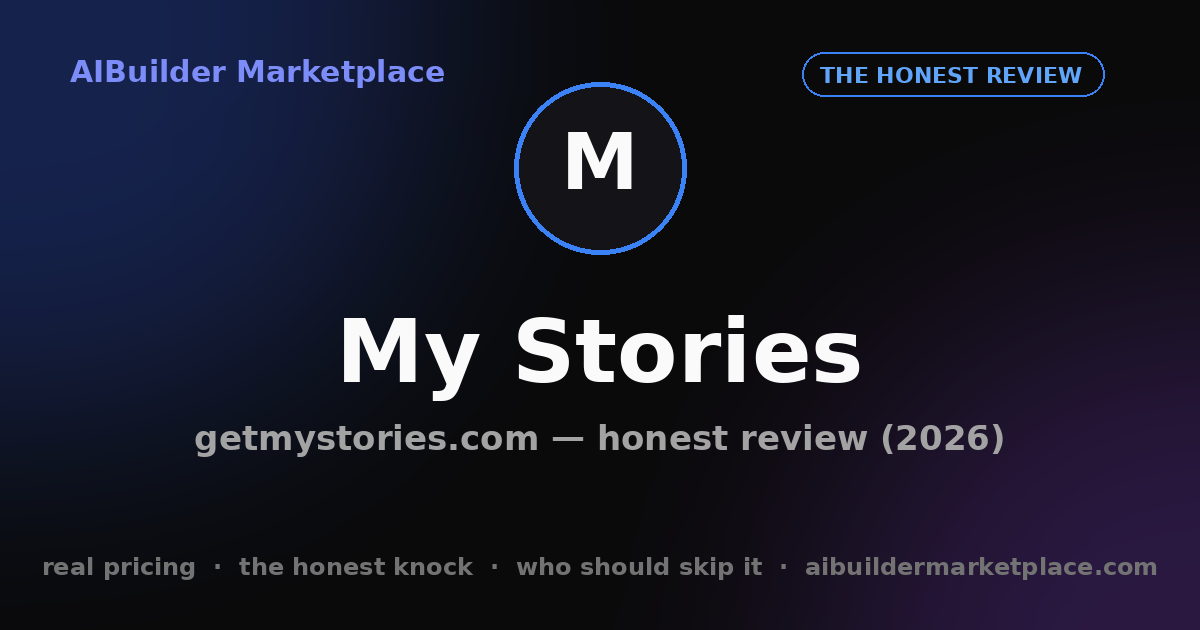 AIBuilder Marketplace
THE HONEST REVIEW
M
My Stories
getmystories.com — honest review (2026)
real pricing · the honest knock · who should skip it · aibuildermarketplace.com